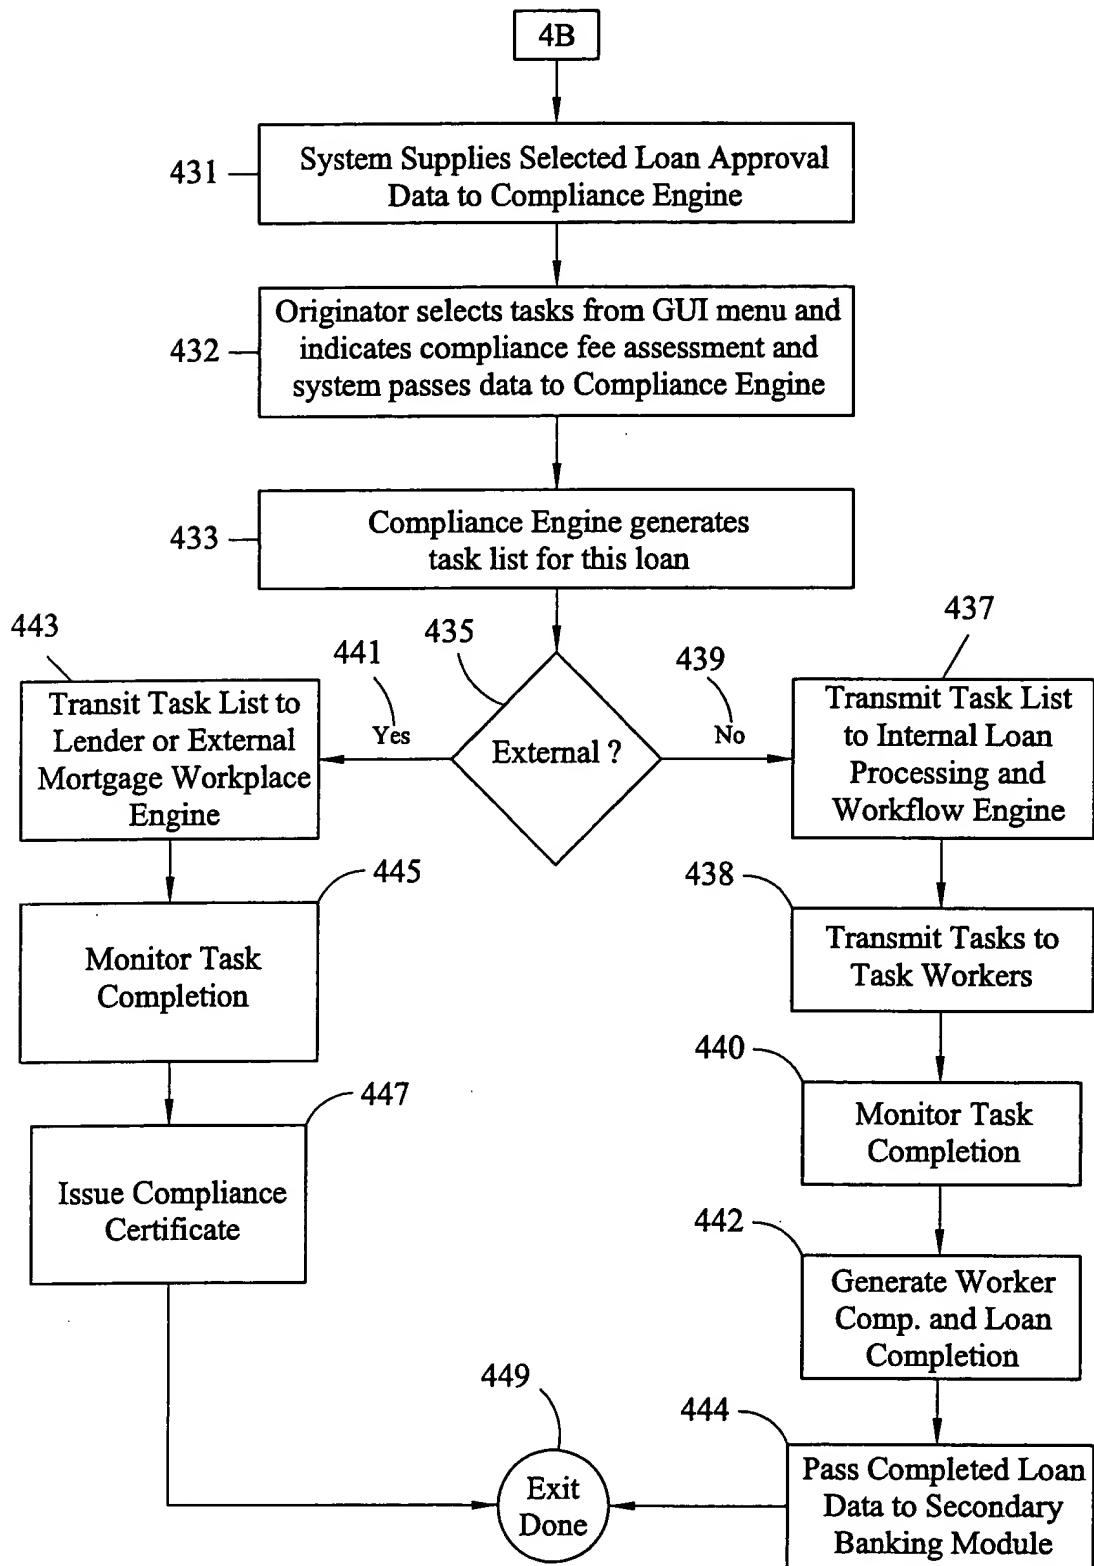 4B
431
System Supplies Selected Loan Approval
Data to Compliance Engine
432
Originator selects tasks from GUI menu and
indicates compliance fee assessment and
system passes data to Compliance Engine
433
Compliance Engine generates
task list for this loan
443
441
435
439
437
Transit Task List to
Lender or External
Mortgage Workplace
Engine
Yes
External ?
No
Transmit Task List
to Internal Loan
Processing and
Workflow Engine
445
Monitor Task
Completion
438
Transmit Tasks to
Task Workers
447
Issue Compliance
Certificate
440
Monitor Task
Completion
442
Generate Worker
Comp. and Loan
Completion
449
Exit
Done
444
Pass Completed Loan
Data to Secondary
Banking Module